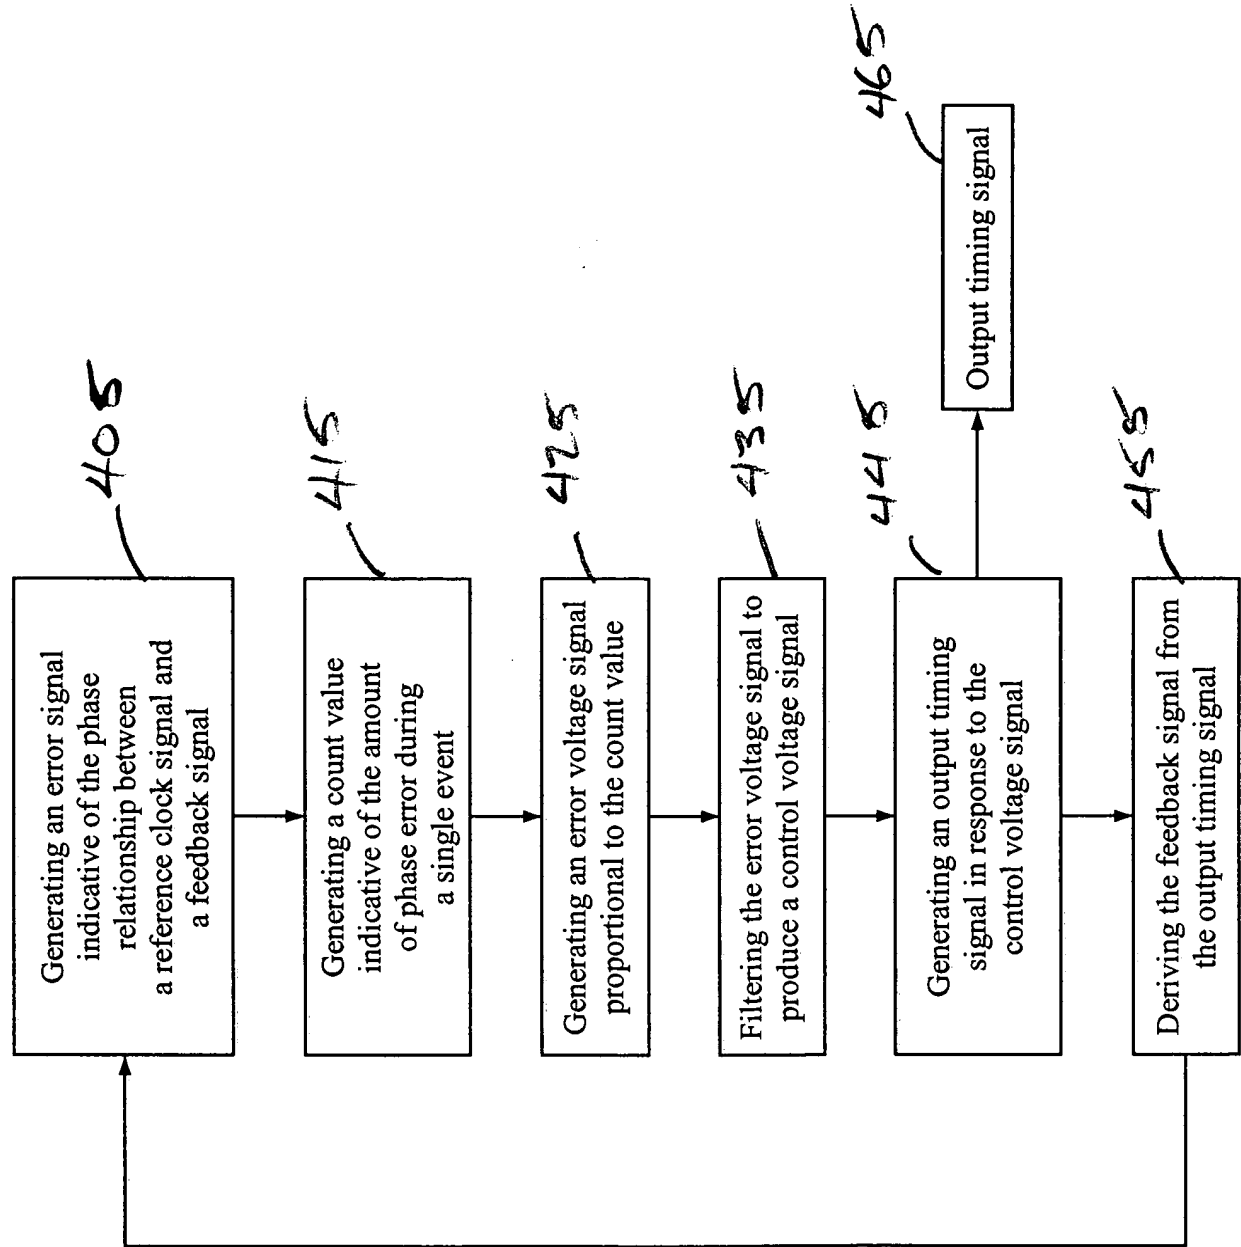 Generating an error signal
indicative of the phase
relationship between
a reference clock signal and
a feedback signal
405
Generating a count value
indicative of the amount
of phase error during
a single event
415
Generating an error voltage signal
proportional to the count value
425
Filtering the error voltage signal to
produce a control voltage signal
435
Generating an output timing
signal in response to the
control voltage signal
445
Output timing signal
465
Deriving the feedback signal from
the output timing signal
455